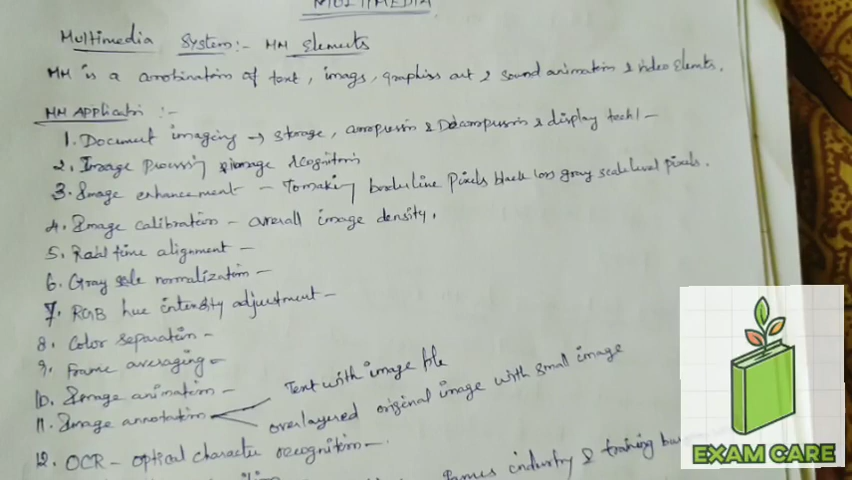 MULTIMEDIA
Multimedia System:- MM Elements
MM is a combination of text, images, graphics art & sound animation & video elements.
MM Application :-
1. Document imaging → storage, compression & Decompression & display tech! -
2. Image processing image recognition
3. Image enhancement - To making borderline Pixels black loss gray scale level pixels.
4. Image calibration - overall image density.
5. Real time alignment -
6. Gray scale normalization -
7. RGB hue intensity adjustment -
8. Color separation -
9. Frame averaging -
10. Image animation -
Text with image file
11. Image annotation
overlayered original image with small image
12. OCR - optical character recognition -
games industry & training
EXAM CARE